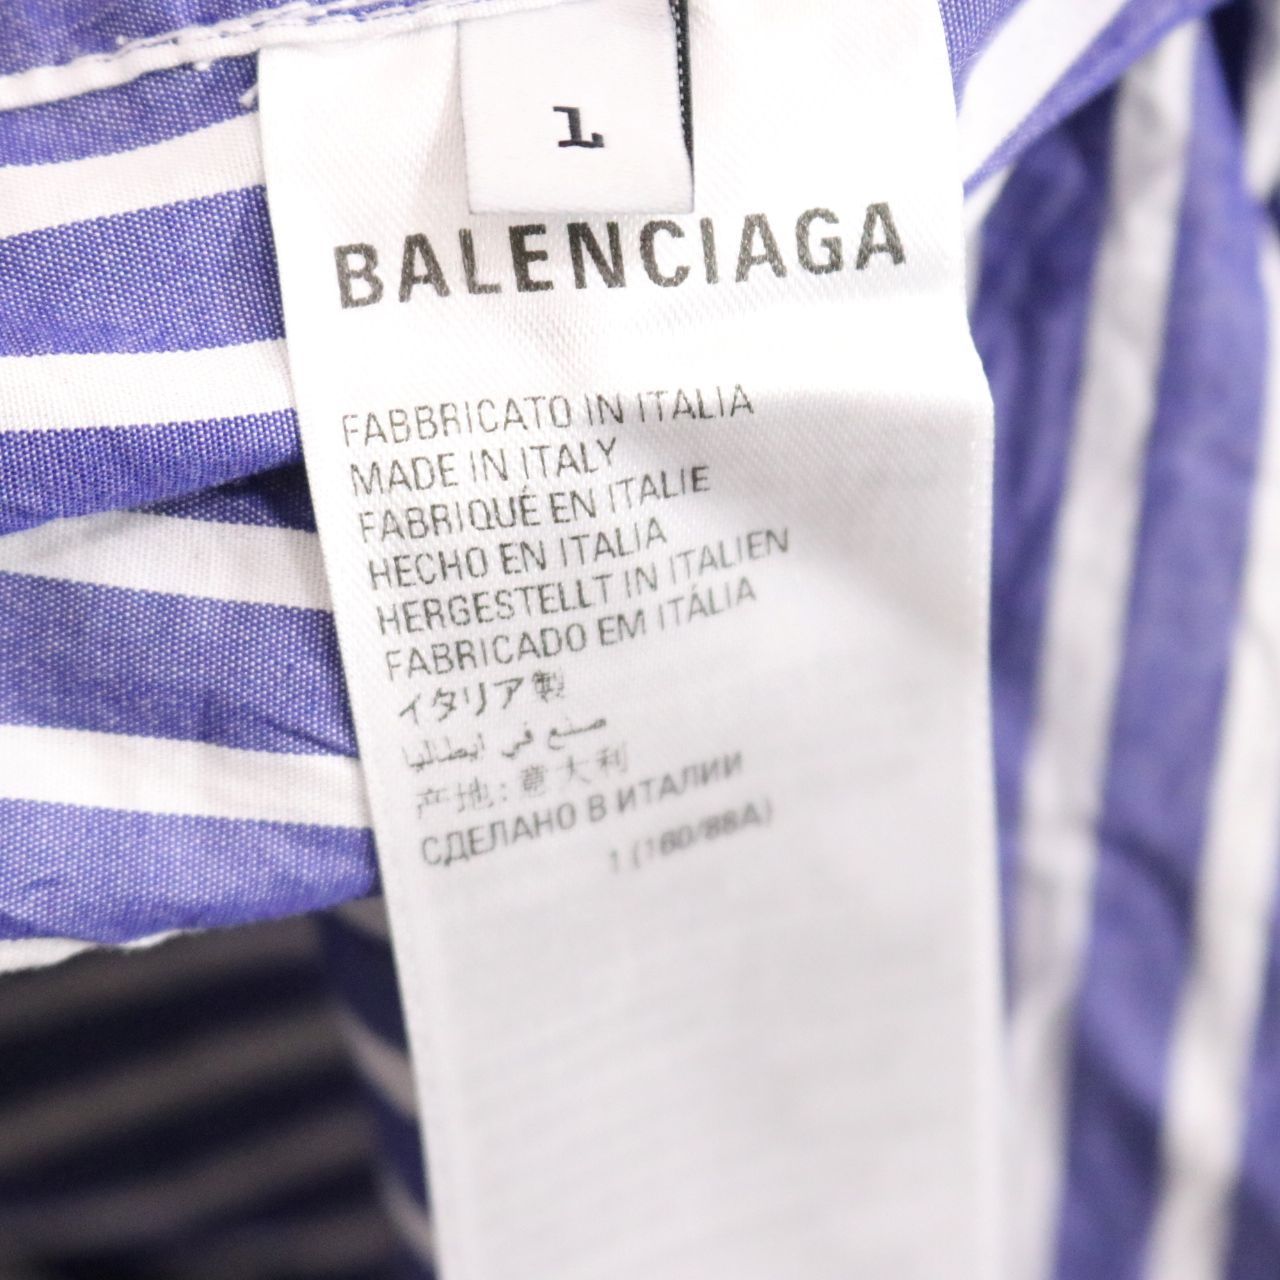 1
BALENCIAGA
FABBRICATO IN ITALIA
MADE IN ITALY
FABRIQUÉ EN ITALIE
HECHO EN ITALIA
HERGESTELLT IN ITALIEN
FABRICADO EM ITÁLIA
イタリア製
صنع في ايطاليا
产地:意大利
СДЕЛАНО В ИТАЛИИ
1 (160/88A)